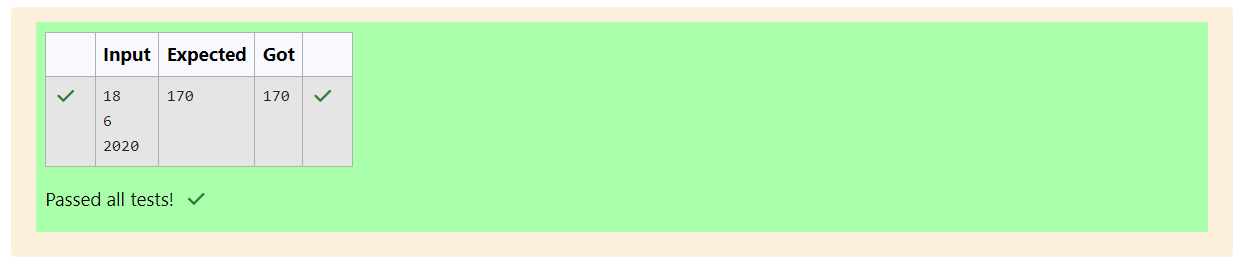 Input Expected Got
18 170 170
6
2020
Passed all tests!